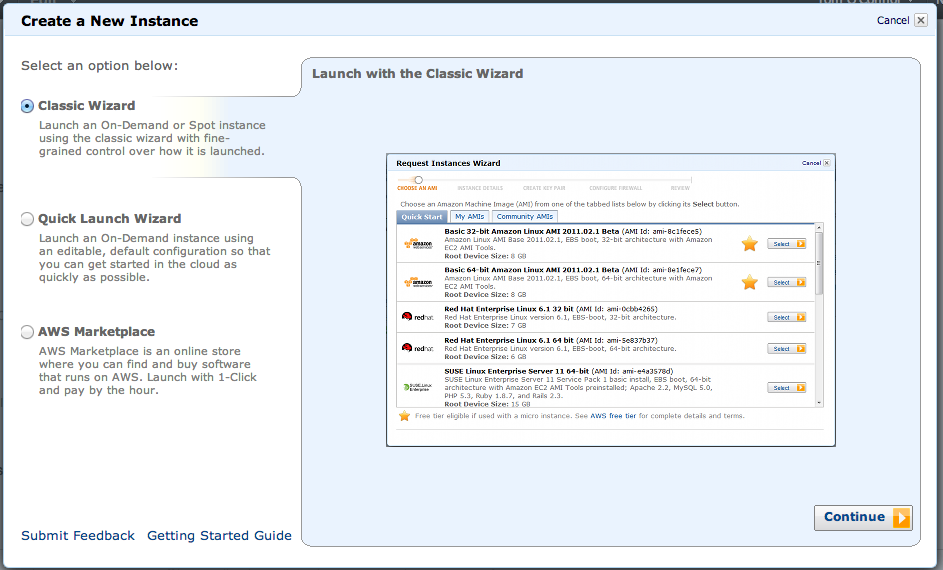 Create a New Instance
Cancel
Select an option below:
Classic Wizard
Launch an On-Demand or Spot instance
using the classic wizard with fine-
grained control over how it is launched.
Quick Launch Wizard
Launch an On-Demand instance using
an editable, default configuration so that
you can get started in the cloud as
quickly as possible.
AWS Marketplace
AWS Marketplace is an online store
where you can find and buy software
that runs on AWS. Launch with 1-Click
and pay by the hour.
Submit Feedback Getting Started Guide
Launch with the Classic Wizard
Request Instances Wizard
Cancel
CHOOSE AN AMI INSTANCE DETAILS CREATE KEY PAIR CONFIGURE FIREWALL REVIEW
Choose an Amazon Machine Image (AMI) from one of the tabbed lists below by clicking its Select button.
Quick Start My AMIs Community AMIs
Basic 32-bit Amazon Linux AMI 2011.02.1 Beta (AMI Id: ami-8c1fece5)
Amazon Linux AMI Base 2011.02.1, EBS boot, 32-bit architecture with Amazon
EC2 AMI Tools.
Root Device Size: 8 GB
amazon
Select
Basic 64-bit Amazon Linux AMI 2011.02.1 Beta (AMI Id: ami-8e1fece7)
Amazon Linux AMI Base 2011.02.1, EBS boot, 64-bit architecture with Amazon
EC2 AMI Tools.
Root Device Size: 8 GB
amazon
Select
Red Hat Enterprise Linux 6.1 32 bit (AMI Id: ami-0cbb4265)
Red Hat Enterprise Linux version 6.1, EBS-boot, 32-bit architecture.
Root Device Size: 7 GB
redhat
Select
Red Hat Enterprise Linux 6.1 64 bit (AMI Id: ami-5e837b37)
Red Hat Enterprise Linux version 6.1, EBS-boot, 64-bit architecture.
Root Device Size: 6 GB
redhat
Select
SUSE Linux Enterprise Server 11 64-bit (AMI Id: ami-e4a3578d)
SUSE Linux Enterprise Server 11 Service Pack 1 basic install, EBS boot, 64-bit
architecture with Amazon EC2 AMI Tools preinstalled; Apache 2.2, MySQL 5.0,
PHP 5.3, Ruby 1.8.7, and Rails 2.3.
Root Device Size: 15 GB
SUSE Linux
Enterprise
Select
Free tier eligible if used with a micro instance. See AWS free tier for complete details and terms.
Continue